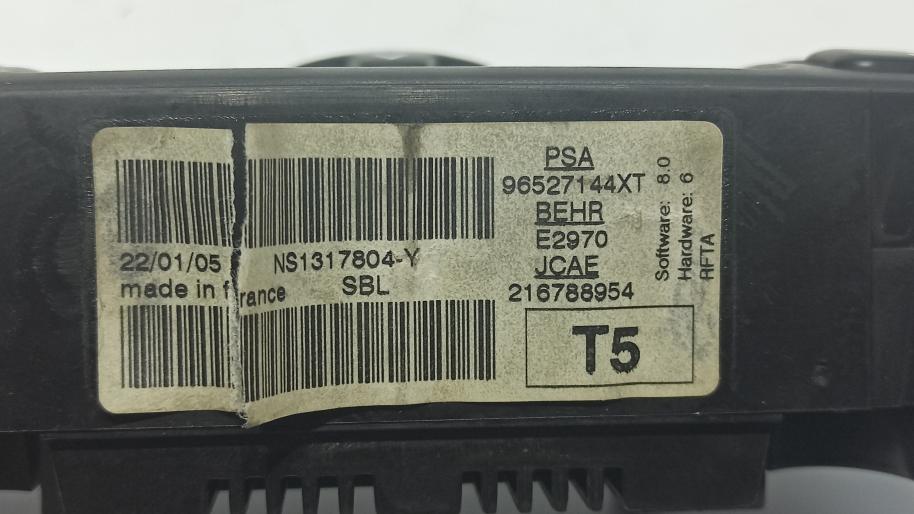 22/01/05 NS1317804-Y
made in france SBL
PSA
96527144XT
BEHR
E2970
JCAE
216788954
T5
Software: 8.0
Hardware: 6
RFTA